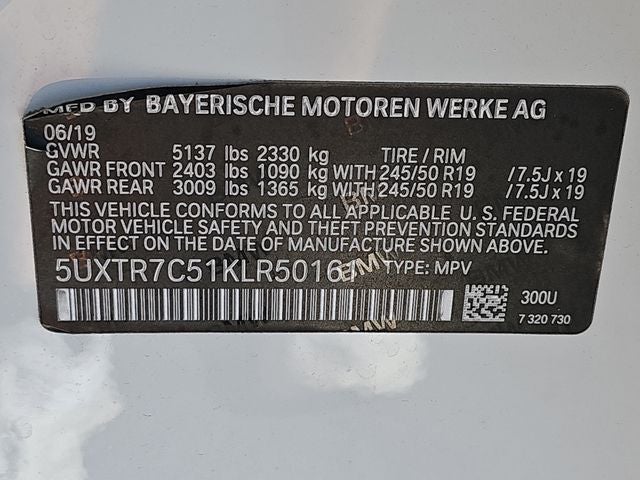 MFD BY BAYERISCHE MOTOREN WERKE AG
06/19
GVWR 5137 lbs 2330 kg TIRE / RIM
GAWR FRONT 2403 lbs 1090 kg WITH 245/50 R19 /7.5J x 19
GAWR REAR 3009 lbs 1365 kg WITH 245/50 R19 /7.5J x 19
THIS VEHICLE CONFORMS TO ALL APPLICABLE U. S. FEDERAL
MOTOR VEHICLE SAFETY AND THEFT PREVENTION STANDARDS
IN EFFECT ON THE DATE OF MANUFACTURE SHOWN ABOVE.
5UXTR7C51KLR50167 TYPE: MPV
300U
7 320 730
BMW
BMW